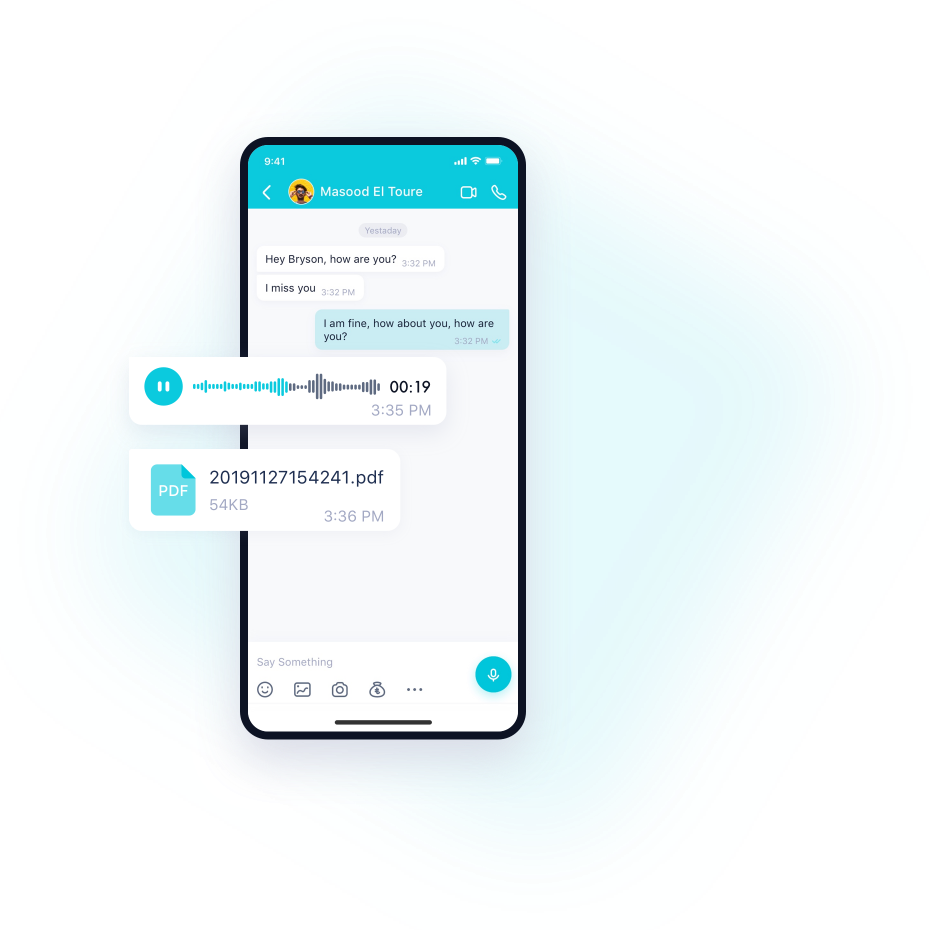 9:41
Masood El Toure
Yestaday
Hey Bryson, how are you? 3:32 PM
I miss you 3:32 PM
I am fine, how about you, how are
you? 3:32 PM
00:19
3:35 PM
PDF
20191127154241.pdf
54KB
3:36 PM
Say Something